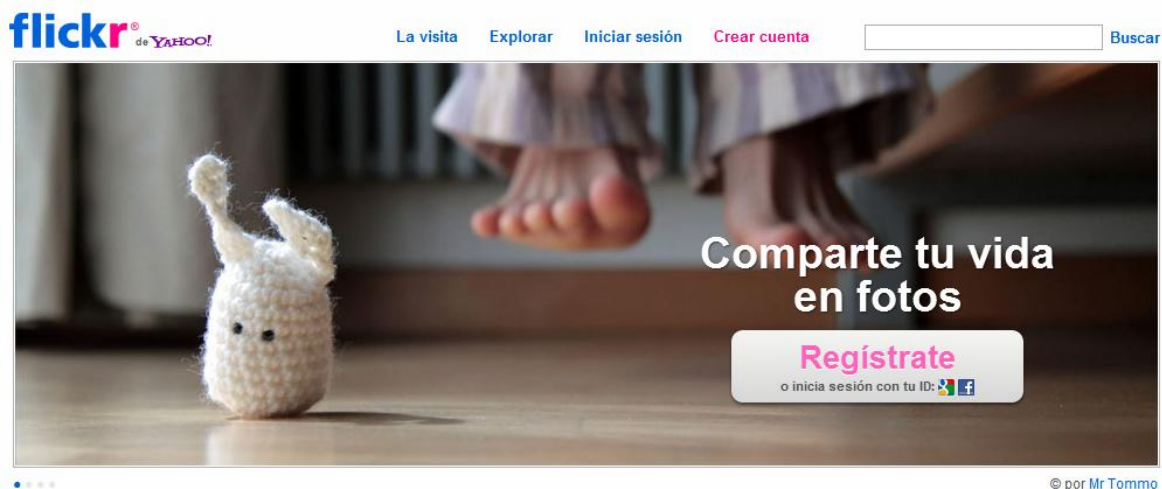 flickr® de YAHOO!
La visita Explorar Iniciar sesión Crear cuenta Buscar
Comparte tu vida
en fotos
Regístrate
o inicia sesión con tu ID:
© por Mr Tommo